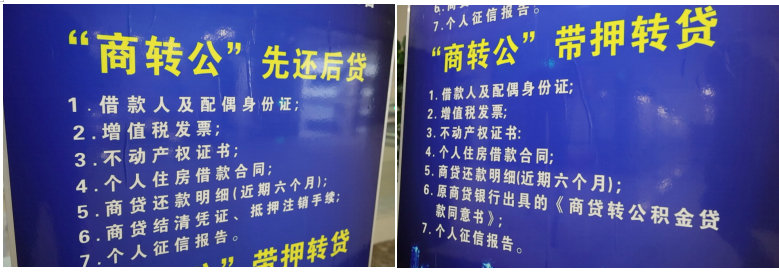 “商转公”先还后贷
1.借款人及配偶身份证;
2.增值税发票;
3.不动产权证书;
4.个人住房借款合同;
5.商贷还款明细(近期六个月);
6.商贷结清凭证、抵押注销手续;
7.个人征信报告。
公”带押转贷
7.个人征信报告。
“商转公”带押转贷
1.借款人及配偶身份证;
2.增值税发票;
3.不动产权证书:
4.个人住房借款合同;
5.商贷还款明细(近期六个月);
6.原商贷银行出具的《商贷转公积金贷
款同意书》;
7.个人征信报告。